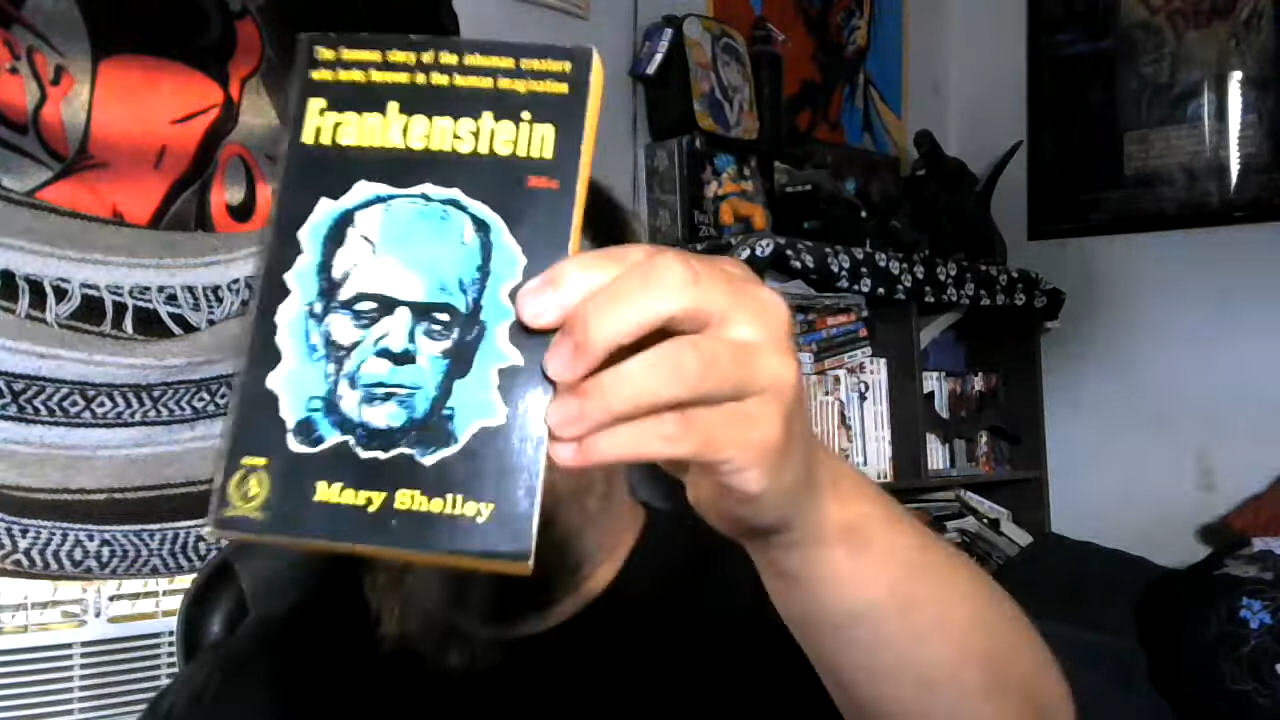 The famous story of the inhuman creature
who lurks forever in the human imagination
Frankenstein
Mary Shelley